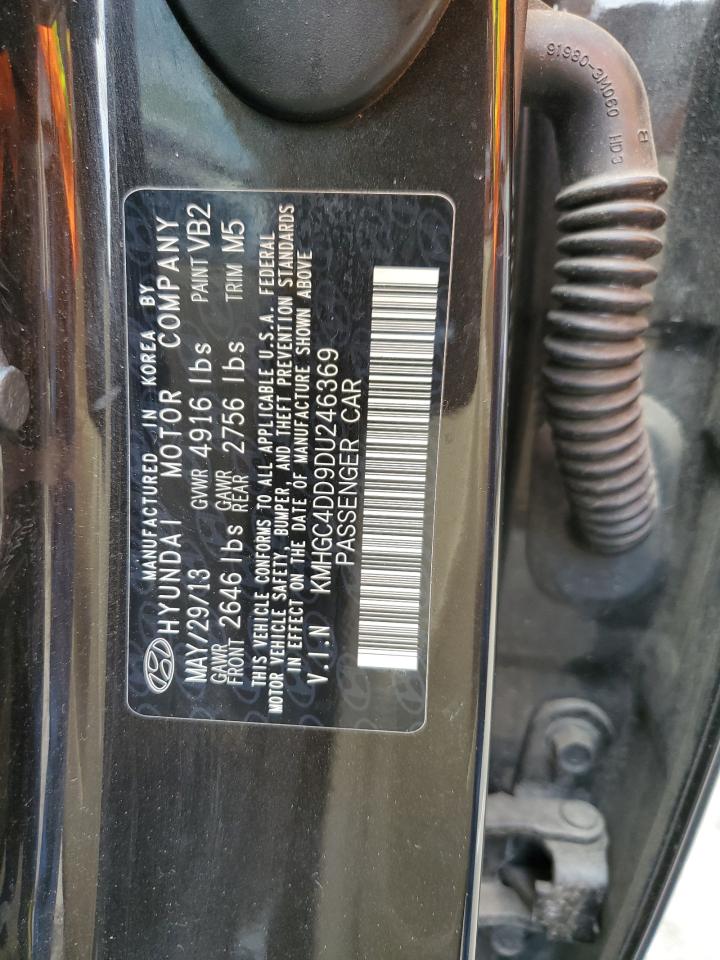 MANUFACTURED IN KOREA BY
HYUNDAI MOTOR COMPANY
MAY/29/13 GVWR 4916 lbs PAINT VB2
GAWR FRONT 2646 lbs GAWR REAR 2756 lbs TRIM M5
THIS VEHICLE CONFORMS TO ALL APPLICABLE U.S.A. FEDERAL
MOTOR VEHICLE SAFETY, BUMPER, AND THEFT PREVENTION STANDARDS
IN EFFECT ON THE DATE OF MANUFACTURE SHOWN ABOVE
V.I.N KMHGC4DD9DU246369
PASSENGER CAR
91980-3M060